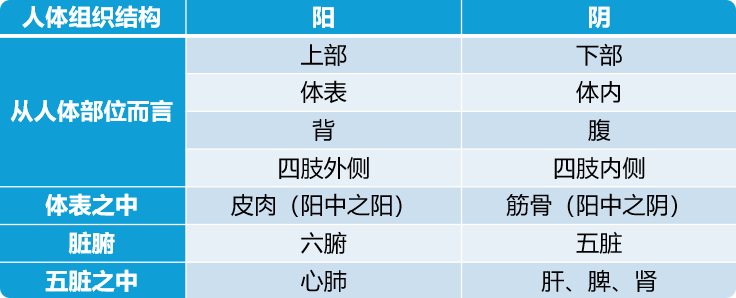 人体组织结构 阳 阴
从人体部位而言 上部 下部
体表 体内
背 腹
四肢外侧 四肢内侧
体表之中 皮肉（阳中之阳） 筋骨（阳中之阴）
脏腑 六腑 五脏
五脏之中 心肺 肝、脾、肾